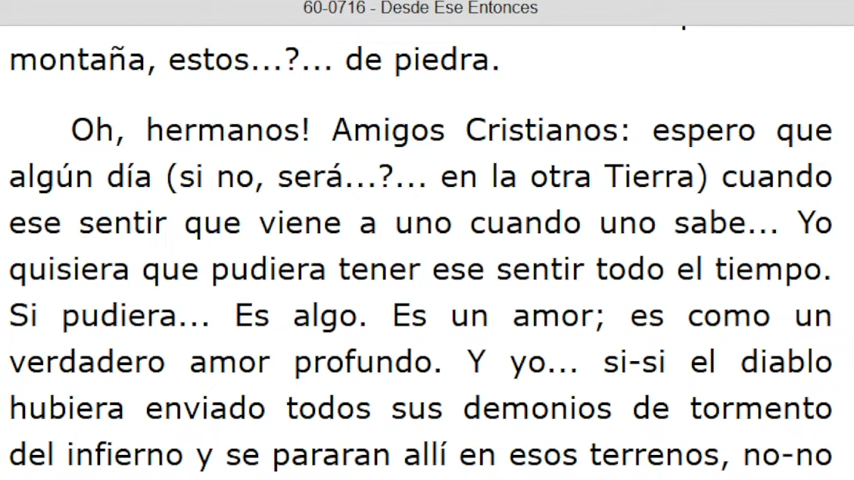 60-0716 - Desde Ese Entonces
montaña, estos...?... de piedra.
Oh, hermanos! Amigos Cristianos: espero que
algún día (si no, será...?... en la otra Tierra) cuando
ese sentir que viene a uno cuando uno sabe... Yo
quisiera que pudiera tener ese sentir todo el tiempo.
Si pudiera... Es algo. Es un amor; es como un
verdadero amor profundo. Y yo... si-si el diablo
hubiera enviado todos sus demonios de tormento
del infierno y se pararan allí en esos terrenos, no-no